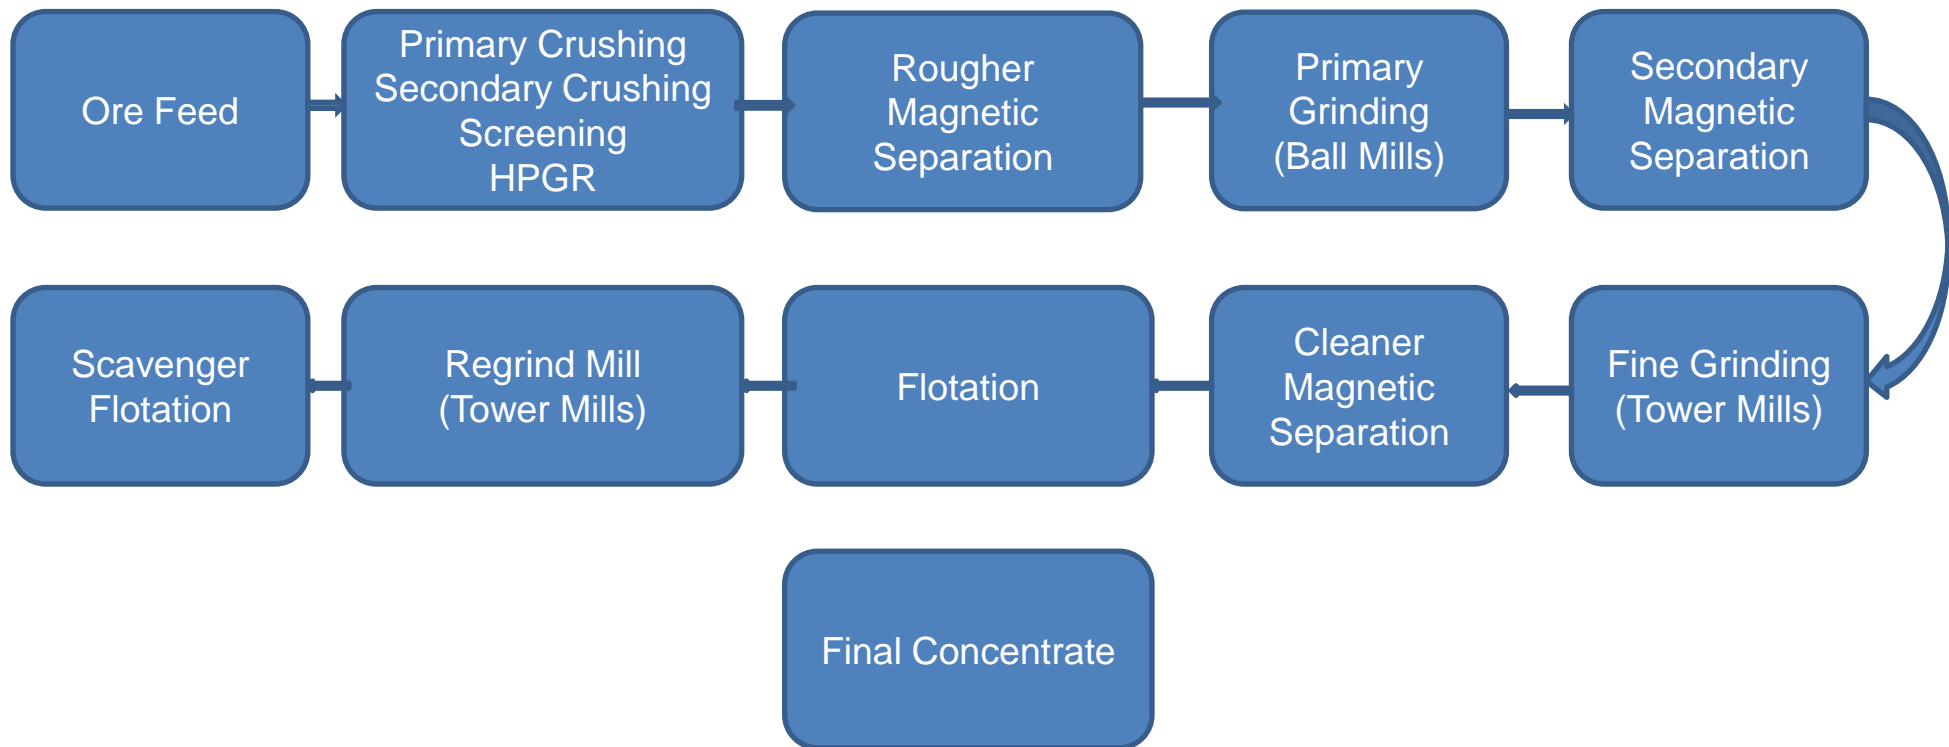 Ore Feed
Primary Crushing
Secondary Crushing
Screening
HPGR
Rougher
Magnetic
Separation
Primary
Grinding
(Ball Mills)
Secondary
Magnetic
Separation
Scavenger
Flotation
Regrind Mill
(Tower Mills)
Flotation
Cleaner
Magnetic
Separation
Fine Grinding
(Tower Mills)
Final Concentrate